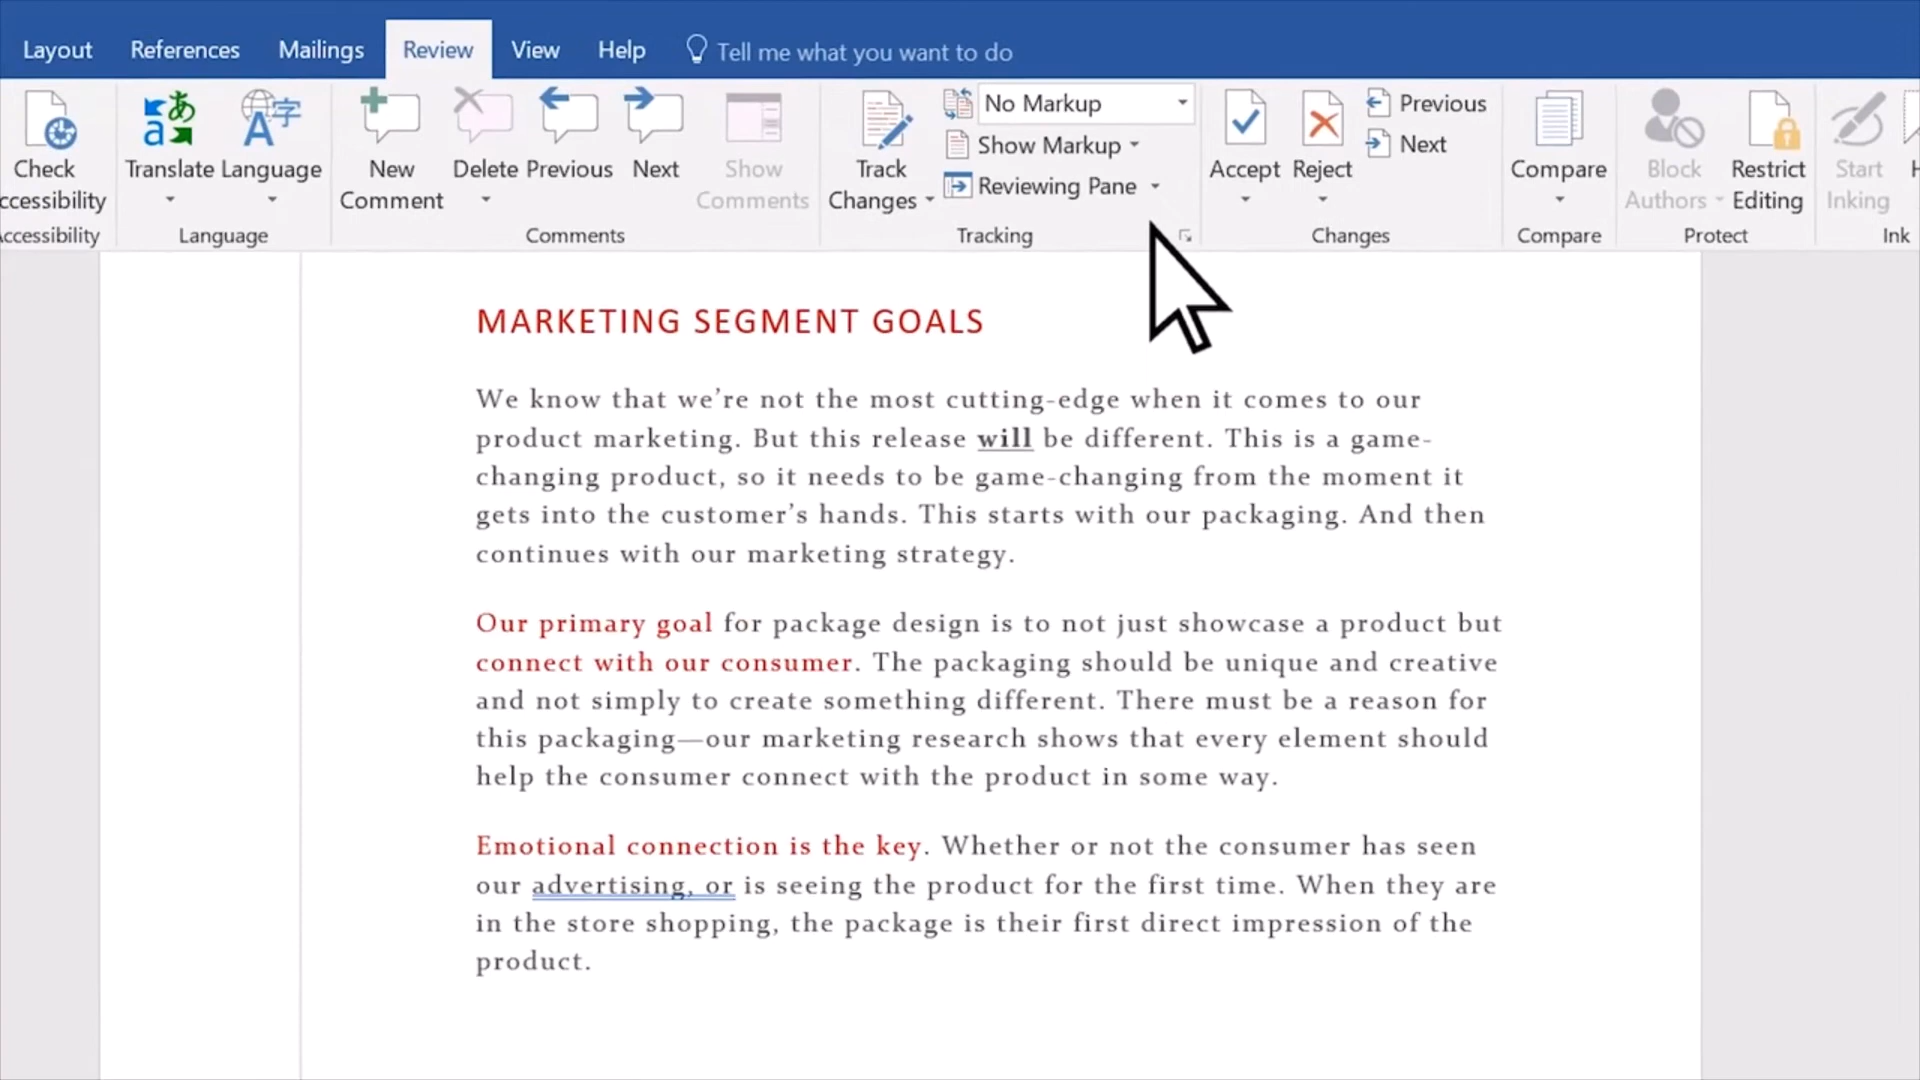 Layout References Mailings Review View Help Tell me what you want to do
No Markup Previous
Show Markup Next
Reviewing Pane
Check Translate Language New Delete Previous Next Show Track Accept Reject Compare Block Restrict Start
ccessibility Comment Comments Changes Authors Editing Inking
ccessibility Language Comments Tracking Changes Compare Protect Ink
MARKETING SEGMENT GOALS
We know that we’re not the most cutting-edge when it comes to our
product marketing. But this release will be different. This is a game-
changing product, so it needs to be game-changing from the moment it
gets into the customer’s hands. This starts with our packaging. And then
continues with our marketing strategy.
Our primary goal for package design is to not just showcase a product but
connect with our consumer. The packaging should be unique and creative
and not simply to create something different. There must be a reason for
this packaging—our marketing research shows that every element should
help the consumer connect with the product in some way.
Emotional connection is the key. Whether or not the consumer has seen
our advertising, or is seeing the product for the first time. When they are
in the store shopping, the package is their first direct impression of the
product.